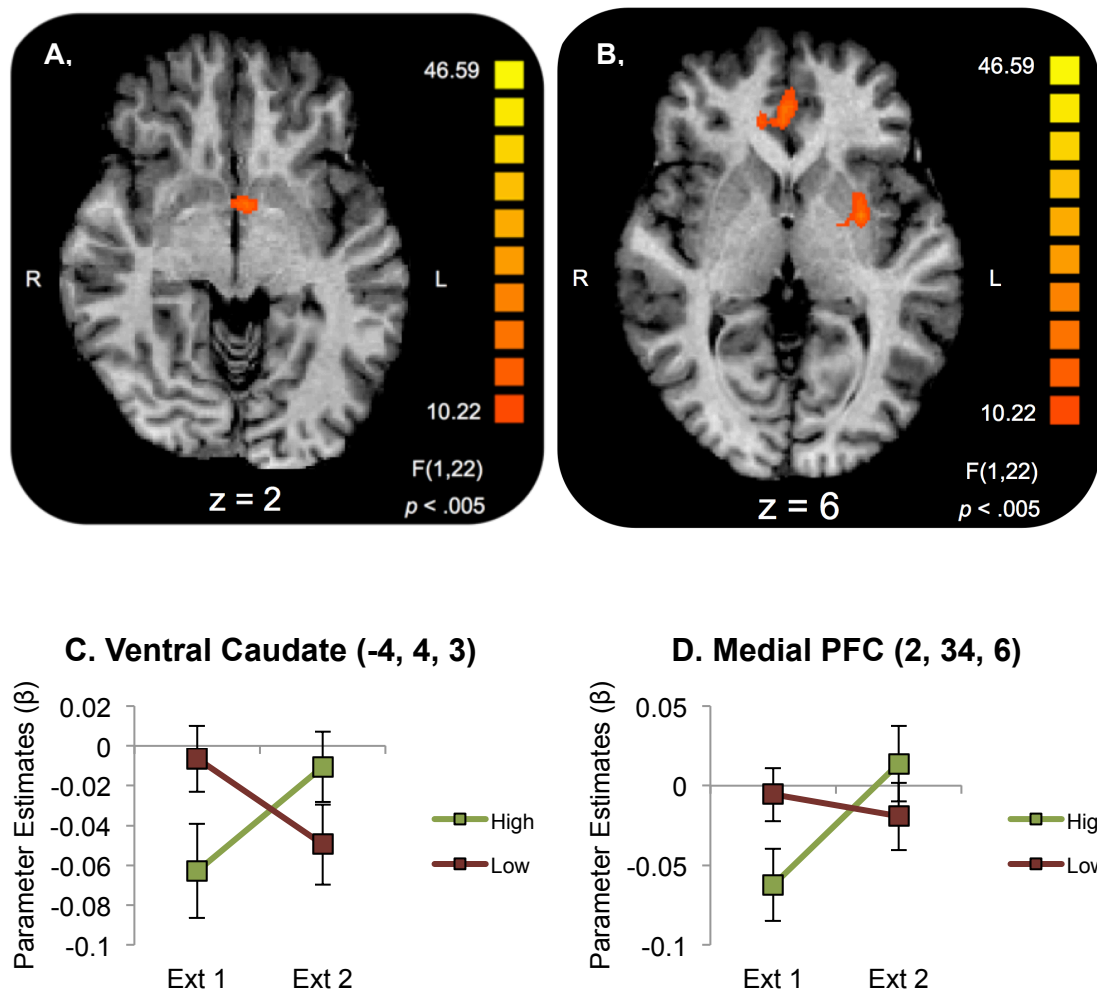 A,
46.59
R
L
10.22
F(1,22)
z = 2
p < .005
B,
46.59
R
L
10.22
F(1,22)
z = 6
p < .005
C. Ventral Caudate (-4, 4, 3)
Parameter Estimates (β)
0.02
0
-0.02
-0.04
-0.06
-0.08
-0.1
Ext 1 Ext 2
High
Low
D. Medial PFC (2, 34, 6)
Parameter Estimates (β)
0.05
0
-0.05
-0.1
Ext 1 Ext 2
Hig
Low